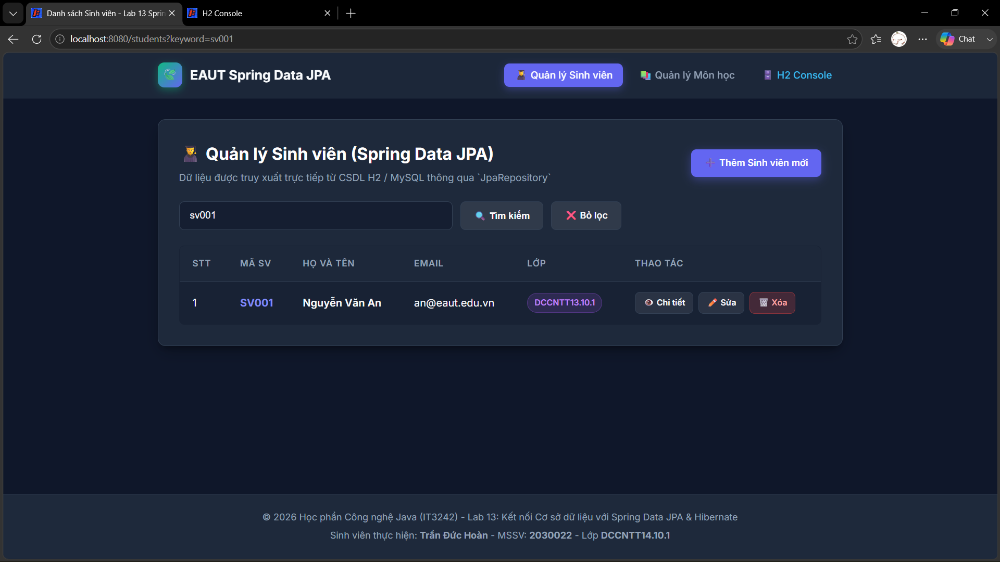 Danh sách Sinh viên - Lab 13 Sprin
H2 Console
localhost:8080/students?keyword=sv001
Chat
EAUT Spring Data JPA
Quản lý Sinh viên
Quản lý Môn học
H2 Console
Quản lý Sinh viên (Spring Data JPA)
Dữ liệu được truy xuất trực tiếp từ CSDL H2 / MySQL thông qua `JpaRepository`
Thêm Sinh viên mới
sv001
Tìm kiếm
Bỏ lọc
STT MÃ SV HỌ VÀ TÊN EMAIL LỚP THAO TÁC
1 SV001 Nguyễn Văn An an@eaut.edu.vn DCCNTT13.10.1 Chi tiết Sửa Xóa
© 2026 Học phần Công nghệ Java (IT3242) - Lab 13: Kết nối Cơ sở dữ liệu với Spring Data JPA & Hibernate
Sinh viên thực hiện: Trần Đức Hoàn - MSSV: 2030022 - Lớp DCCNTT14.10.1